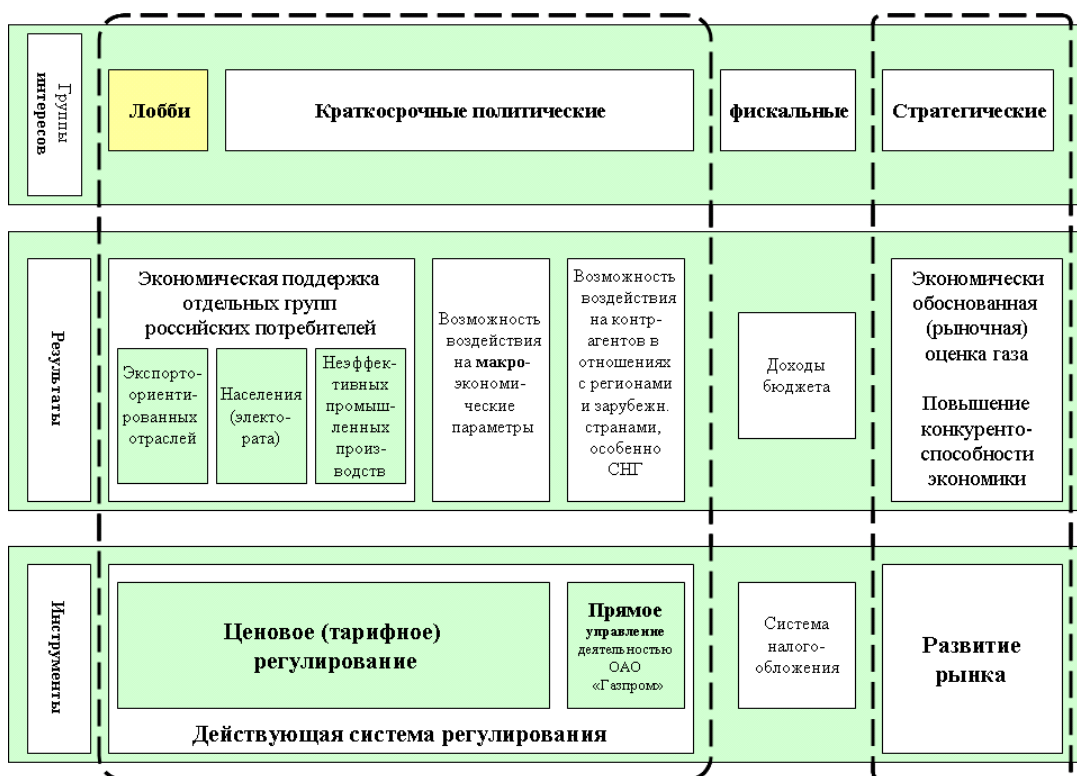 Группы
интересов
Лобби
Краткосрочные политические
фискальные
Стратегические
Результаты
Экономическая поддержка
отдельных групп
российских потребителей
Экспорто-
ориенти-
рованных
отраслей
Населения
(электо-
рата)
Неэффек-
тивных
промыш-
ленных
произ-
водств
Возможность
воздействия
на макро-
экономи-
ческие
параметры
Возможность
воздействия
на контр-
агентов в
отношениях
с регионами
и зарубежн.
странами,
особенно
СНГ
Доходы
бюджета
Экономически
обоснованная
(рыночная)
оценка газа
Повышение
конкуренто-
способности
экономики
Инструменты
Ценовое (тарифное)
регулирование
Прямое
управление
деятельностью
ОАО
«Газпром»
Действующая система регулирования
Система
налого-
обложения
Развитие
рынка